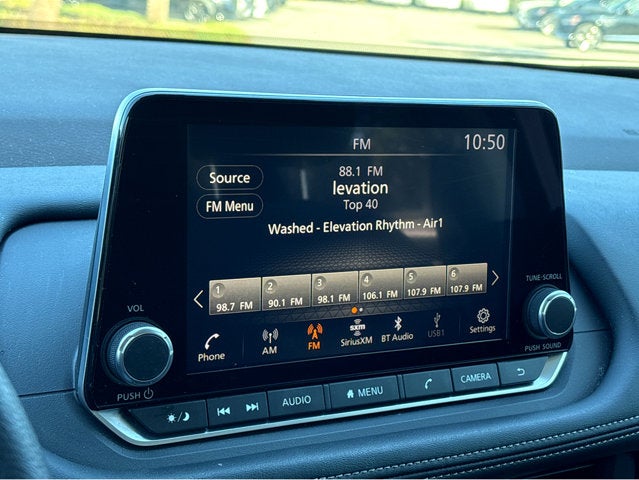 FM
10:50
Source
88.1 FM
levation
FM Menu
Top 40
Washed - Elevation Rhythm - Air1
1 2 3 4 5 6
98.7 FM 90.1 FM 98.1 FM 106.1 FM 107.9 FM 107.9 FM
Phone AM FM SiriusXM BT Audio USB1 Settings
sxm
VOL
PUSH
TUNE·SCROLL
PUSH SOUND
AUDIO MENU CAMERA